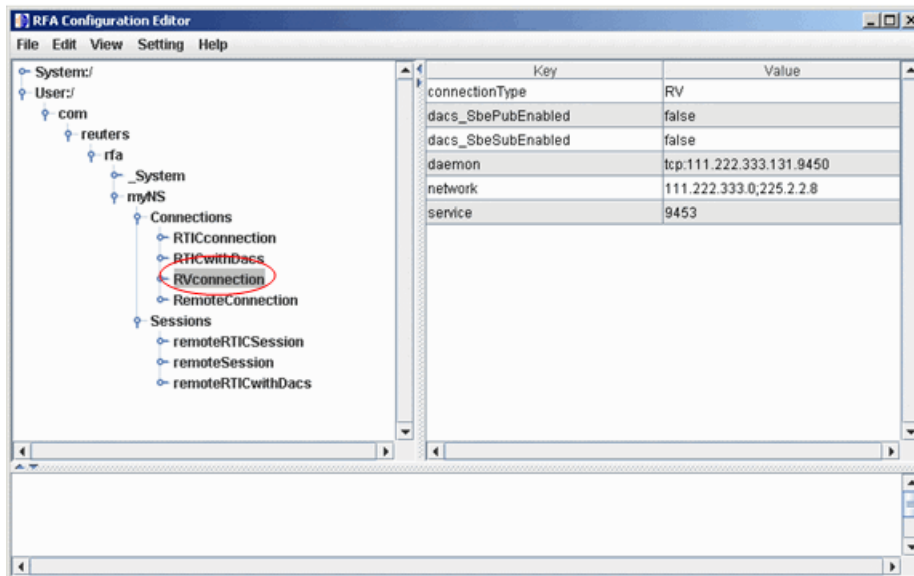 RFA Configuration Editor
File Edit View Setting Help
System:/
User:/
com
reuters
rfa
_System
myNS
Connections
RTICconnection
RTICwithDacs
RVconnection
RemoteConnection
Sessions
remoteRTICSession
remoteSession
remoteRTICwithDacs
Key Value
connectionType RV
dacs_SbePubEnabled false
dacs_SbeSubEnabled false
daemon tcp:111.222.333.131.9450
network 111.222.333.0;225.2.2.8
service 9453